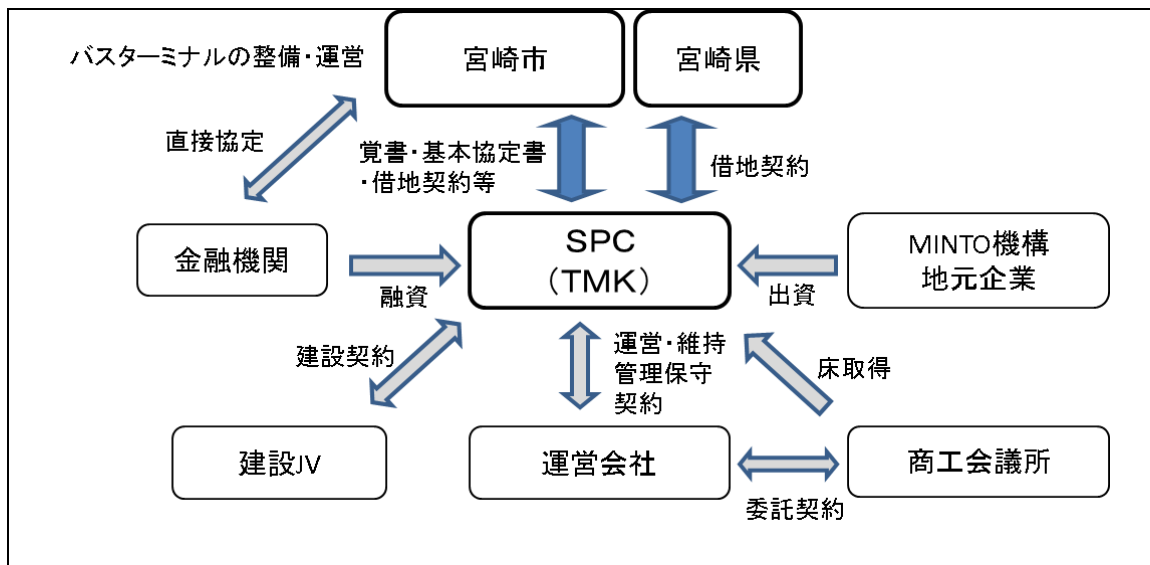 バスターミナルの整備・運営
宮崎市
宮崎県
直接協定
覚書・基本協定書
・借地契約等
借地契約
金融機関
融資
SPC
（TMK）
出資
MINTO機構
地元企業
建設契約
運営・維持
管理保守
契約
床取得
建設JV
運営会社
委託契約
商工会議所